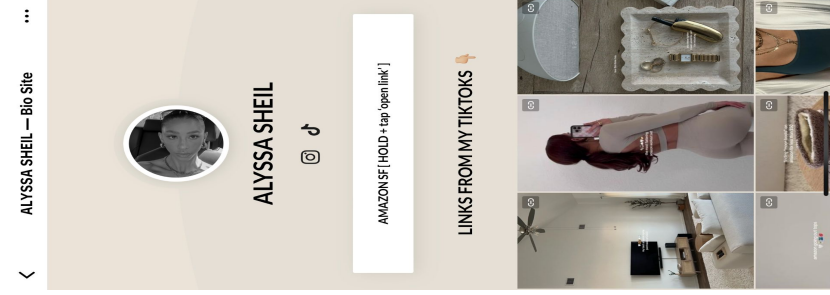 ALYSSA SHEIL — Bio Site
ALYSSA SHEIL
AMAZON SF [ HOLD + tap 'open link' ]
LINKS FROM MY TIKTOKS 👇🏼